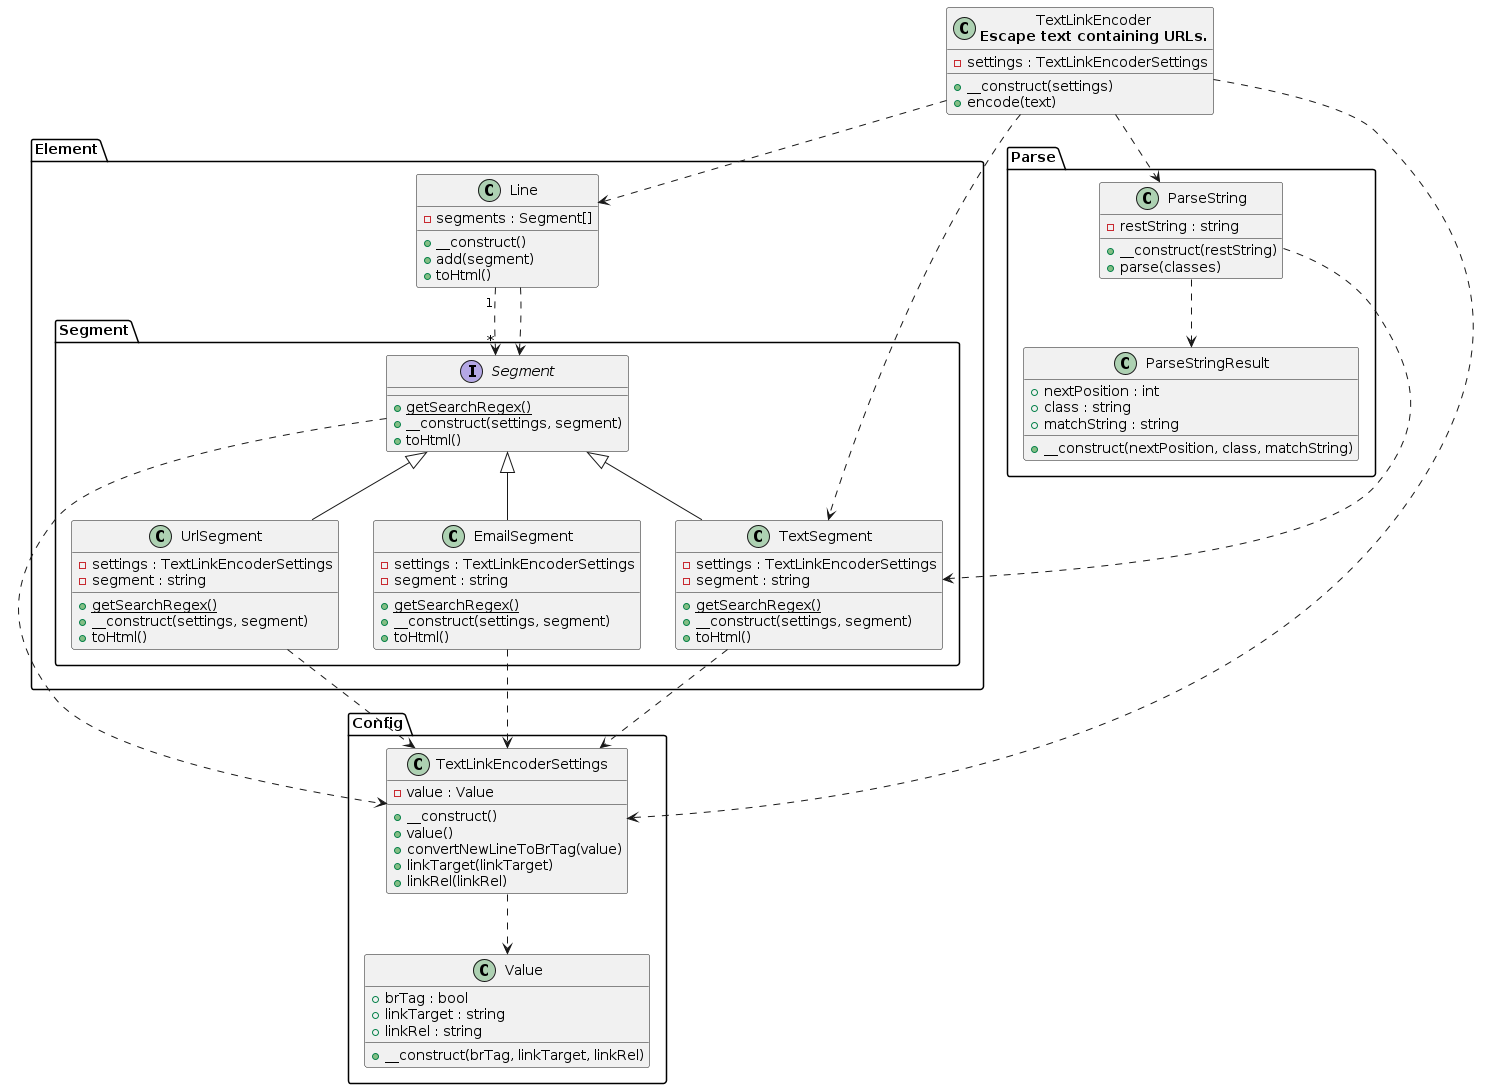 C TextLinkEncoder
Escape text containing URLs.
settings : TextLinkEncoderSettings
__construct(settings)
encode(text)
Element
C Line
segments : Segment[]
__construct()
add(segment)
toHtml()
1
*
Segment
I Segment
getSearchRegex()
__construct(settings, segment)
toHtml()
C UrlSegment
settings : TextLinkEncoderSettings
segment : string
getSearchRegex()
__construct(settings, segment)
toHtml()
C EmailSegment
settings : TextLinkEncoderSettings
segment : string
getSearchRegex()
__construct(settings, segment)
toHtml()
C TextSegment
settings : TextLinkEncoderSettings
segment : string
getSearchRegex()
__construct(settings, segment)
toHtml()
Parse
C ParseString
restString : string
__construct(restString)
parse(classes)
C ParseStringResult
nextPosition : int
class : string
matchString : string
__construct(nextPosition, class, matchString)
Config
C TextLinkEncoderSettings
value : Value
__construct()
value()
convertNewLineToBrTag(value)
linkTarget(linkTarget)
linkRel(linkRel)
C Value
brTag : bool
linkTarget : string
linkRel : string
__construct(brTag, linkTarget, linkRel)